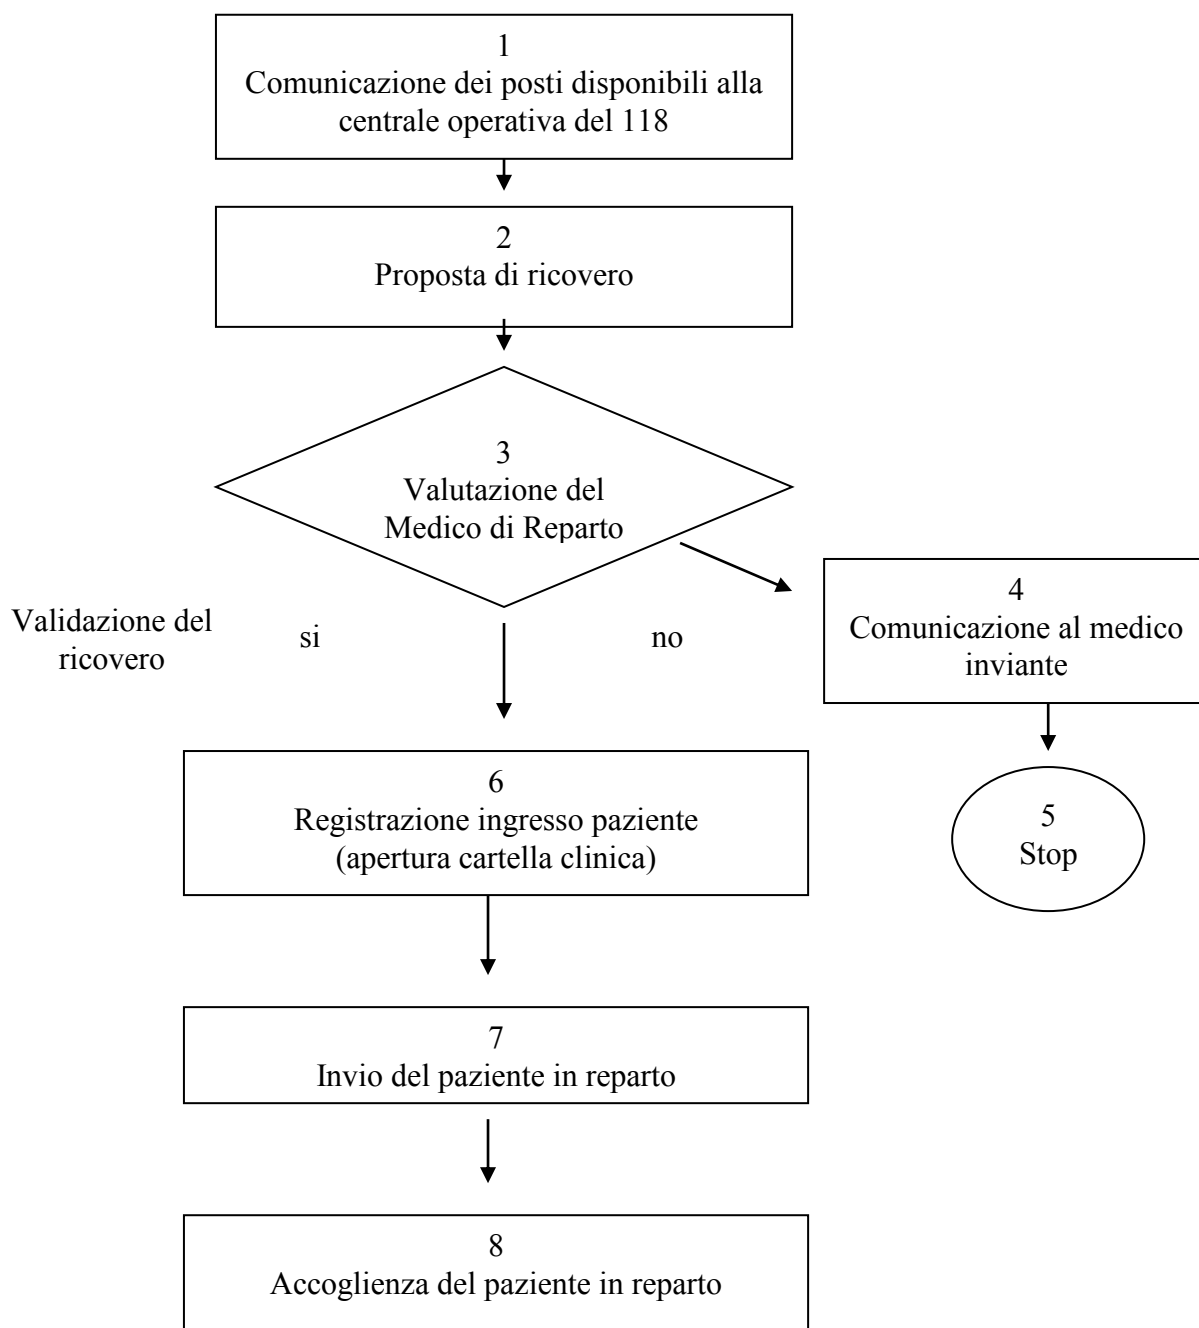 1
Comunicazione dei posti disponibili alla
centrale operativa del 118
2
Proposta di ricovero
3
Valutazione del
Medico di Reparto
4
Comunicazione al medico
inviante
Validazione del
ricovero
si
no
5
Stop
6
Registrazione ingresso paziente
(apertura cartella clinica)
7
Invio del paziente in reparto
8
Accoglienza del paziente in reparto